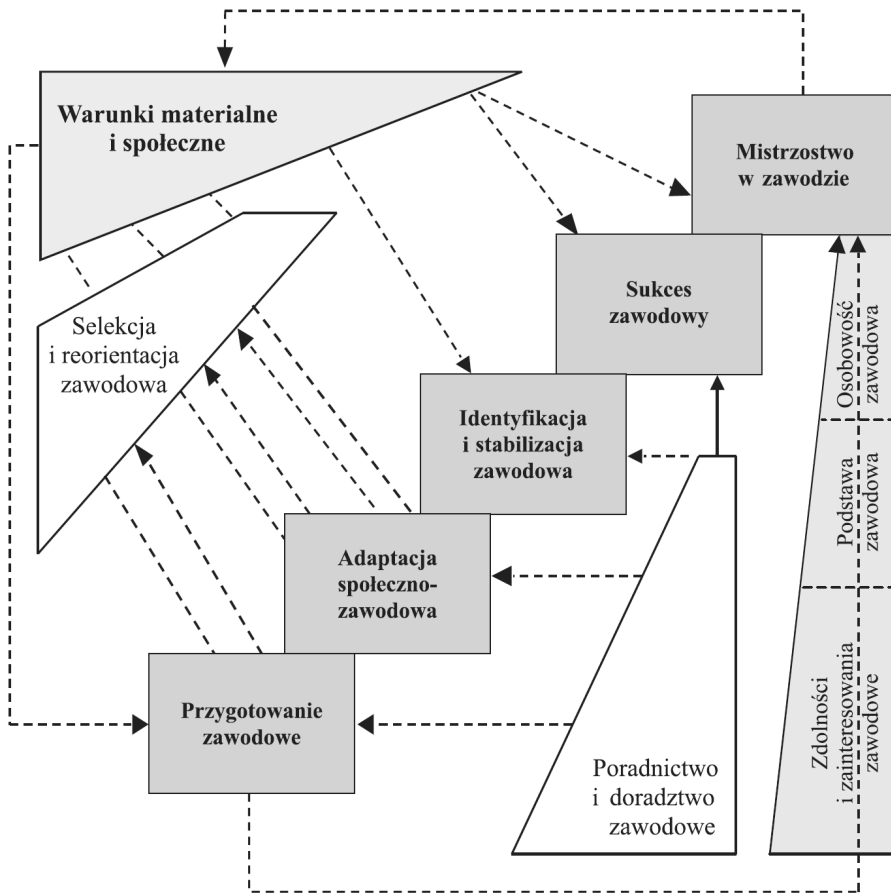 Warunki materialne
i społeczne
Mistrzostwo
w zawodzie
Selekcja
i reorientacja
zawodowa
Sukces
zawodowy
Identyfikacja
i stabilizacja
zawodowa
Adaptacja
społeczno-
zawodowa
Przygotowanie
zawodowe
Poradnictwo
i doradztwo
zawodowe
Osobowość
zawodowa
Podstawa
zawodowa
Zdolności
i zainteresowania
zawodowe